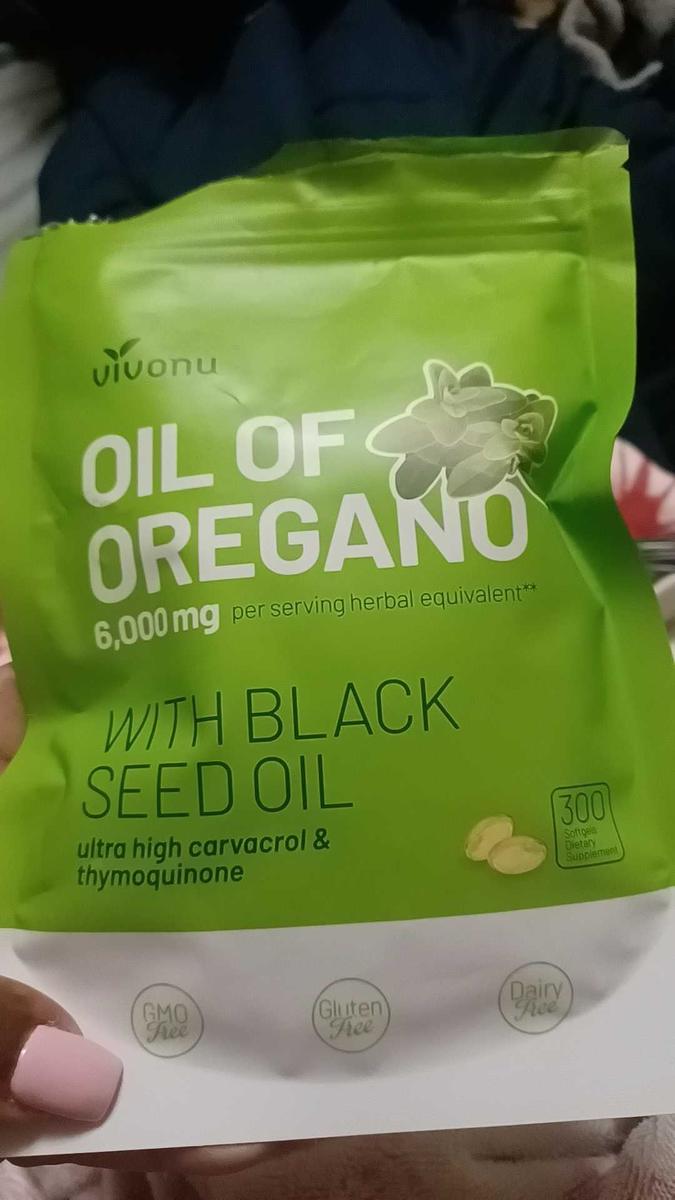 vivonu
OIL OF
OREGANO
6,000 mg per serving herbal equivalent**
WITH BLACK
SEED OIL
ultra high carvacrol &
thymoquinone
300
Softgels
Dietary
Supplement
GMO
Free
Gluten
Free
Dairy
Free